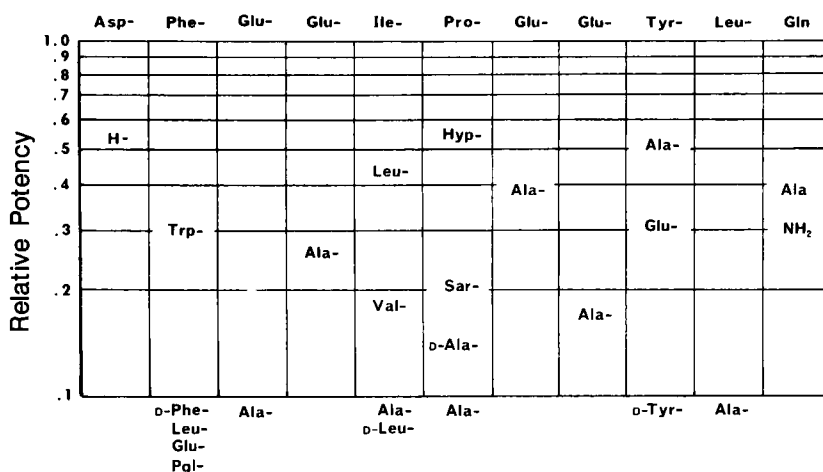 Asp- Phe- Glu- Glu- Ile- Pro- Glu- Glu- Tyr- Leu- Gln
1.0
.9
.8
.7
.6
H- Hyp-
Ala-
.5
Leu-
.4
Ala- Ala
.3 Trp- Glu- NH₂
Ala-
.2 Sar-
Val-
Ala-
D-Ala-
.1
D-Phe- Ala- Ala- Ala- D-Tyr- Ala-
Leu- D-Leu-
Glu-
Pgl-
Relative Potency